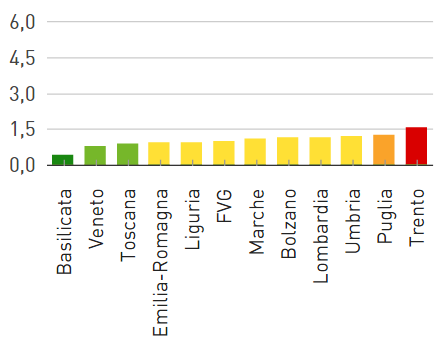 6,0
4,5
3,0
1,5
0,0
Basilicata
Veneto
Toscana
Emilia-Romagna
Liguria
FVG
Marche
Bolzano
Lombardia
Umbria
Puglia
Trento